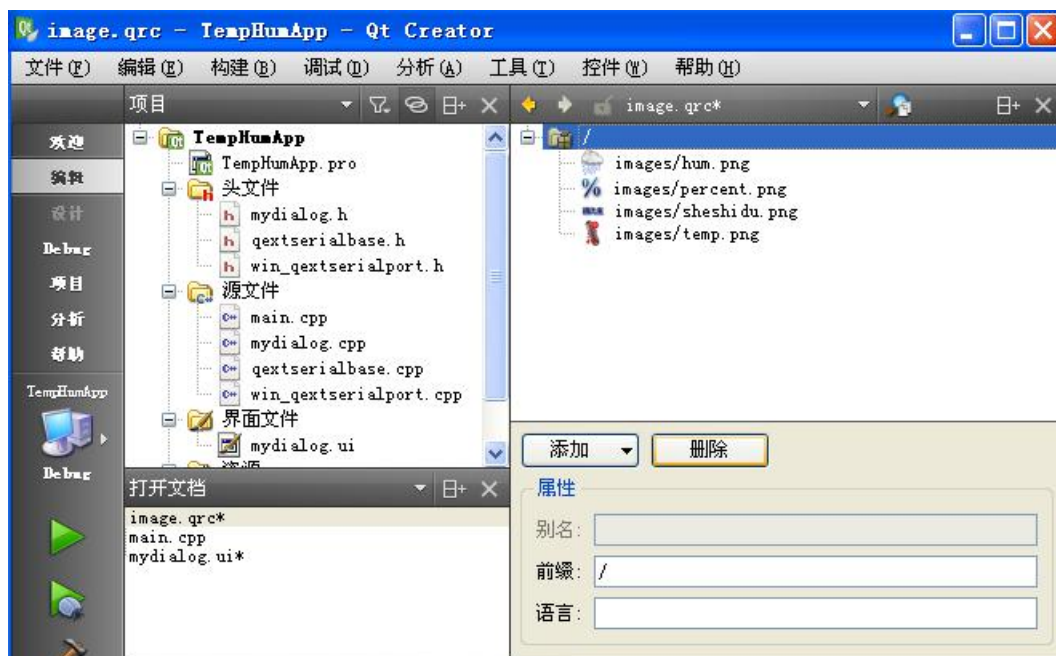 image.qrc - TempHumApp - Qt Creator
文件(F) 编辑(E) 构建(B) 调试(D) 分析(A) 工具(T) 控件(W) 帮助(H)
项目
image.qrc*
欢迎
编辑
设计
Debug
项目
分析
帮助
TempHumApp
Debug
TempHumApp
TempHumApp.pro
头文件
mydialog.h
qextserialbase.h
win_qextserialport.h
源文件
main.cpp
mydialog.cpp
qextserialbase.cpp
win_qextserialport.cpp
界面文件
mydialog.ui
资源
打开文档
image.qrc*
main.cpp
mydialog.ui*
/
images/hum.png
images/percent.png
images/sheshidu.png
images/temp.png
添加 删除
属性
别名:
前缀: /
语言: